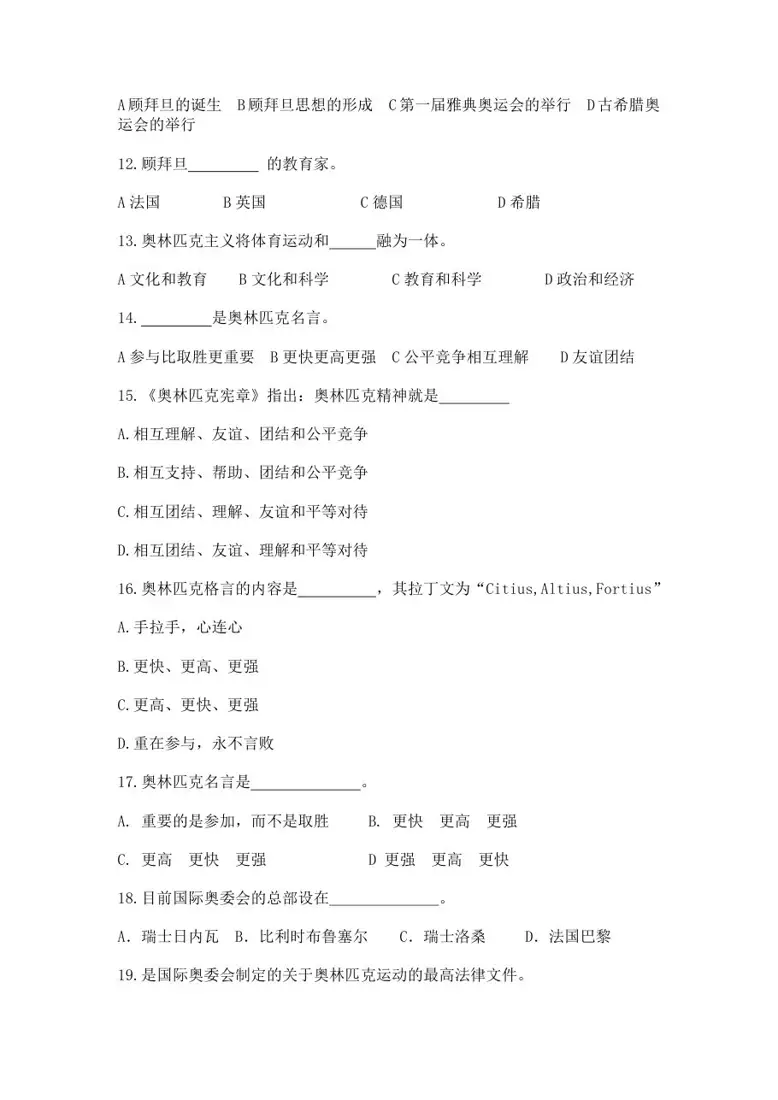 A顾拜旦的诞生 B顾拜旦思想的形成 C第一届雅典奥运会的举行 D古希腊奥
运会的举行
12.顾拜旦_________ 的教育家。
A法国 B英国 C德国 D希腊
13.奥林匹克主义将体育运动和______融为一体。
A文化和教育 B文化和科学 C教育和科学 D政治和经济
14._________是奥林匹克名言。
A参与比取胜更重要 B更快更高更强 C公平竞争相互理解 D友谊团结
15.《奥林匹克宪章》指出：奥林匹克精神就是_________
A.相互理解、友谊、团结和公平竞争
B.相互支持、帮助、团结和公平竞争
C.相互团结、理解、友谊和平等对待
D.相互团结、友谊、理解和平等对待
16.奥林匹克格言的内容是__________，其拉丁文为“Citius,Altius,Fortius”
A.手拉手，心连心
B.更快、更高、更强
C.更高、更快、更强
D.重在参与，永不言败
17.奥林匹克名言是______________。
A. 重要的是参加，而不是取胜 B. 更快 更高 更强
C. 更高 更快 更强 D 更强 更高 更快
18.目前国际奥委会的总部设在______________。
A．瑞士日内瓦 B．比利时布鲁塞尔 C．瑞士洛桑 D．法国巴黎
19.是国际奥委会制定的关于奥林匹克运动的最高法律文件。